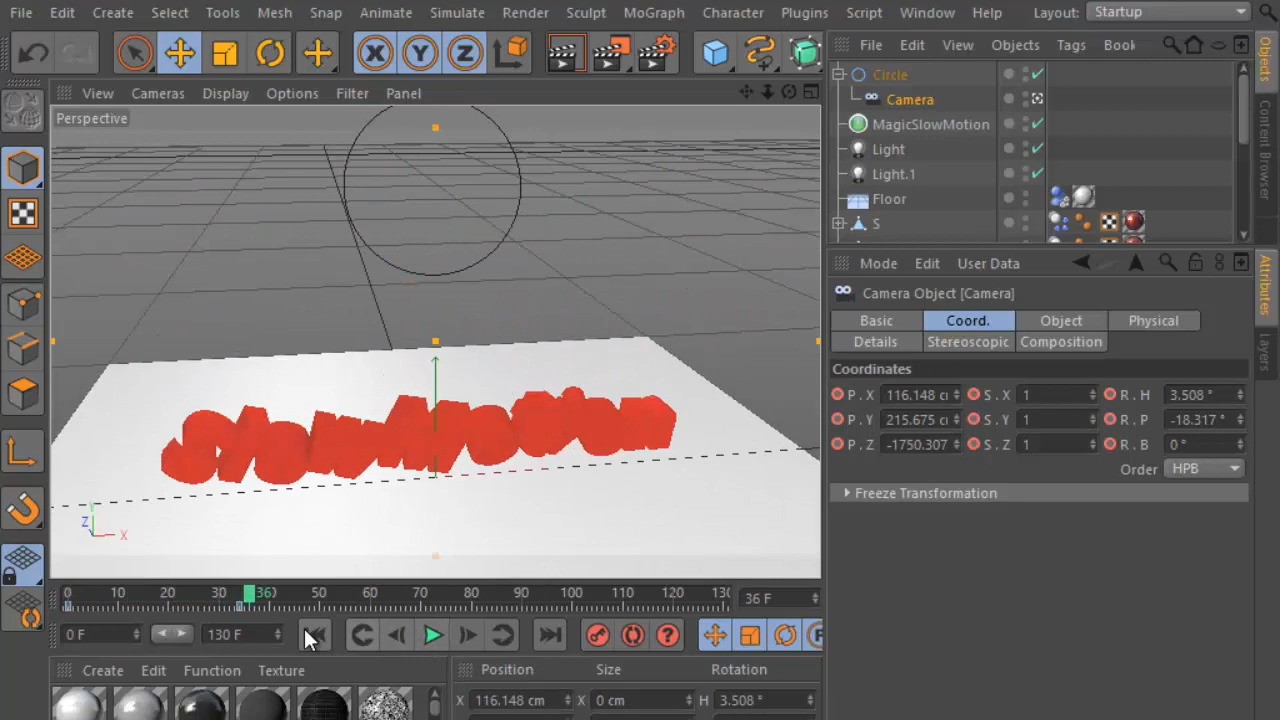 File Edit Create Select Tools Mesh Snap Animate Simulate Render Sculpt MoGraph Character Plugins Script Window Help Layout: Startup
X Y Z
File Edit View Objects Tags Book
View Cameras Display Options Filter Panel
Perspective
Circle
Camera
MagicSlowMotion
Light
Light.1
Floor
S
Objects
Content Browser
Mode Edit User Data
Camera Object [Camera]
Basic Coord. Object Physical
Details Stereoscopic Composition
Coordinates
P . X 116.148 c S . X 1 R . H 3.508 °
P . Y 215.675 c S . Y 1 R . P -18.317 °
P . Z -1750.307 S . Z 1 R . B 0 °
Order HPB
Freeze Transformation
Attributes
Layers
Y
Z
X
0 10 20 30 36 50 60 70 80 90 100 110 120 13 36 F
0 F 130 F
Create Edit Function Texture
Position Size Rotation
X 116.148 cm X 0 cm H 3.508 °